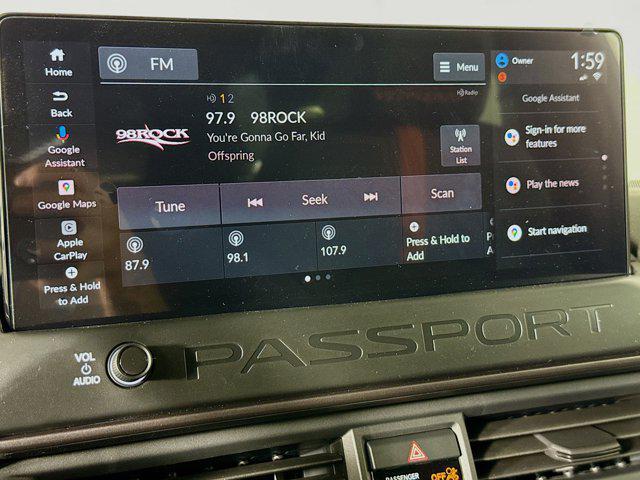 Home
FM
Menu
Owner
1:59
HD Radio
Back
HD 1 2
97.9 98ROCK
98ROCK
You're Gonna Go Far, Kid
Offspring
Station
List
Google Assistant
Sign-in for more
features
Play the news
Start navigation
Google
Assistant
Google Maps
Apple
CarPlay
Press & Hold
to Add
Tune
Seek
Scan
87.9
98.1
107.9
Press & Hold to
Add
P
A
VOL
AUDIO
PASSPORT
PASSENGER
OFF